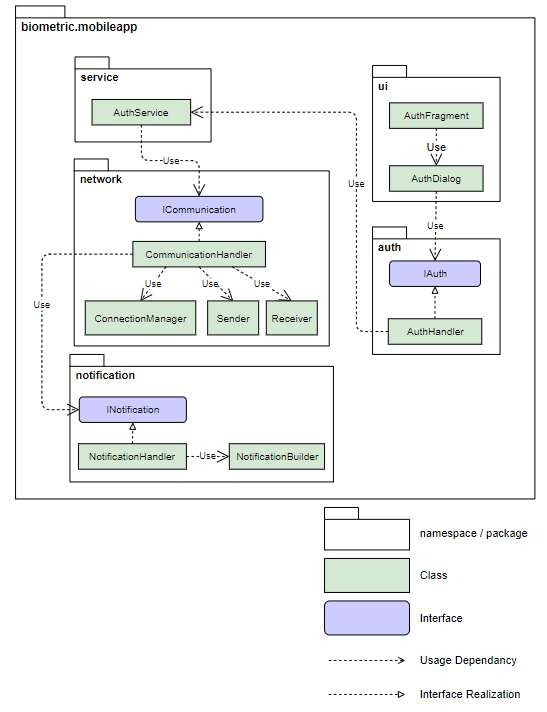 biometric.mobileapp
service
AuthService
Use
ui
AuthFragment
Use
AuthDialog
Use
Use
network
ICommunication
CommunicationHandler
Use
Use
Use
ConnectionManager
Sender
Receiver
auth
IAuth
AuthHandler
Use
notification
INotification
NotificationHandler
Use
NotificationBuilder
namespace / package
Class
Interface
Usage Dependancy
Interface Realization